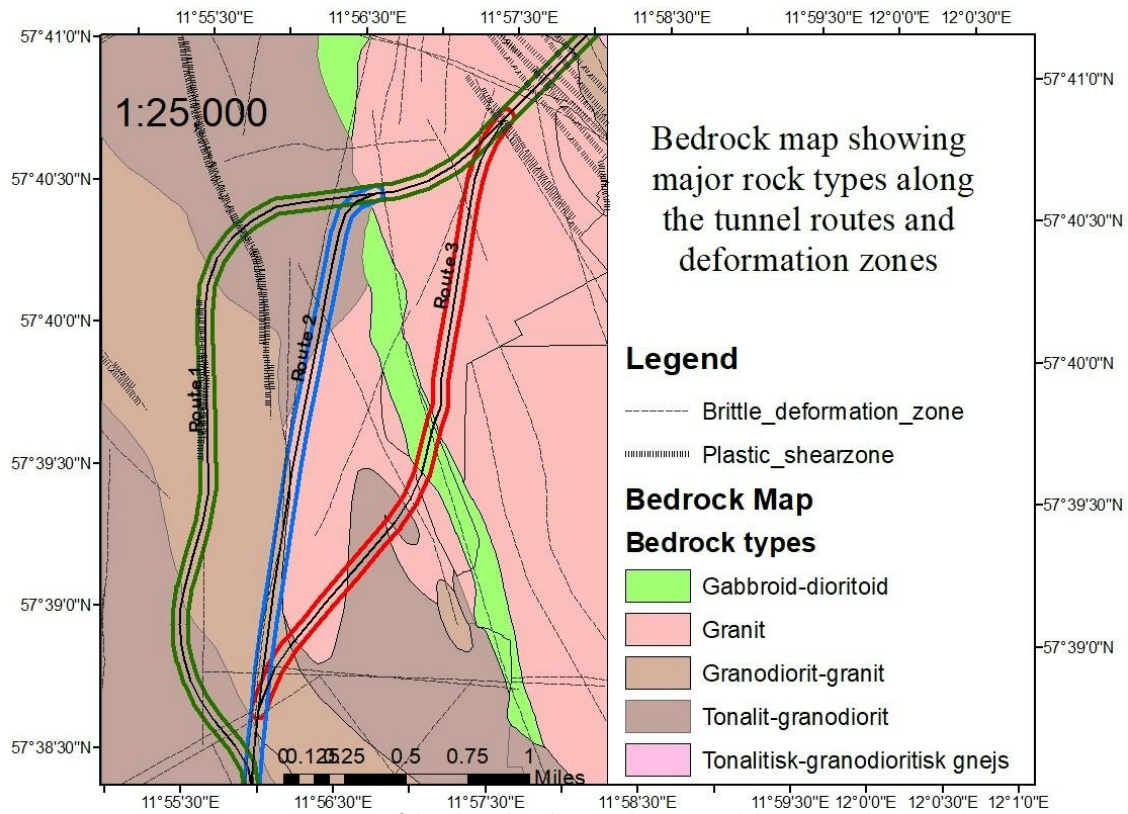 11°55'30"E 11°56'30"E 11°57'30"E 11°58'30"E 11°59'30"E 12°0'0"E 12°0'30"E
57°41'0"N
57°41'0"N
1:25.000
Bedrock map showing
major rock types along
the tunnel routes and
deformation zones
57°40'30"N
57°40'30"N
Route 3
57°40'0"N
Route 2
Legend
57°40'0"N
Route 1
Brittle_deformation_zone
57°39'30"N
Plastic_shearzone
57°39'30"N
Bedrock Map
Bedrock types
Gabbroid-dioritoid
57°39'0"N
Granit
57°39'0"N
Granodiorit-granit
Tonalit-granodiorit
57°38'30"N
0 0.125 0.25 0.5 0.75 1
Miles
Tonalitisk-granodioritisk gnejs
11°55'30"E 11°56'30"E 11°57'30"E 11°58'30"E 11°59'30"E 12°0'0"E 12°0'30"E 12°1'0"E